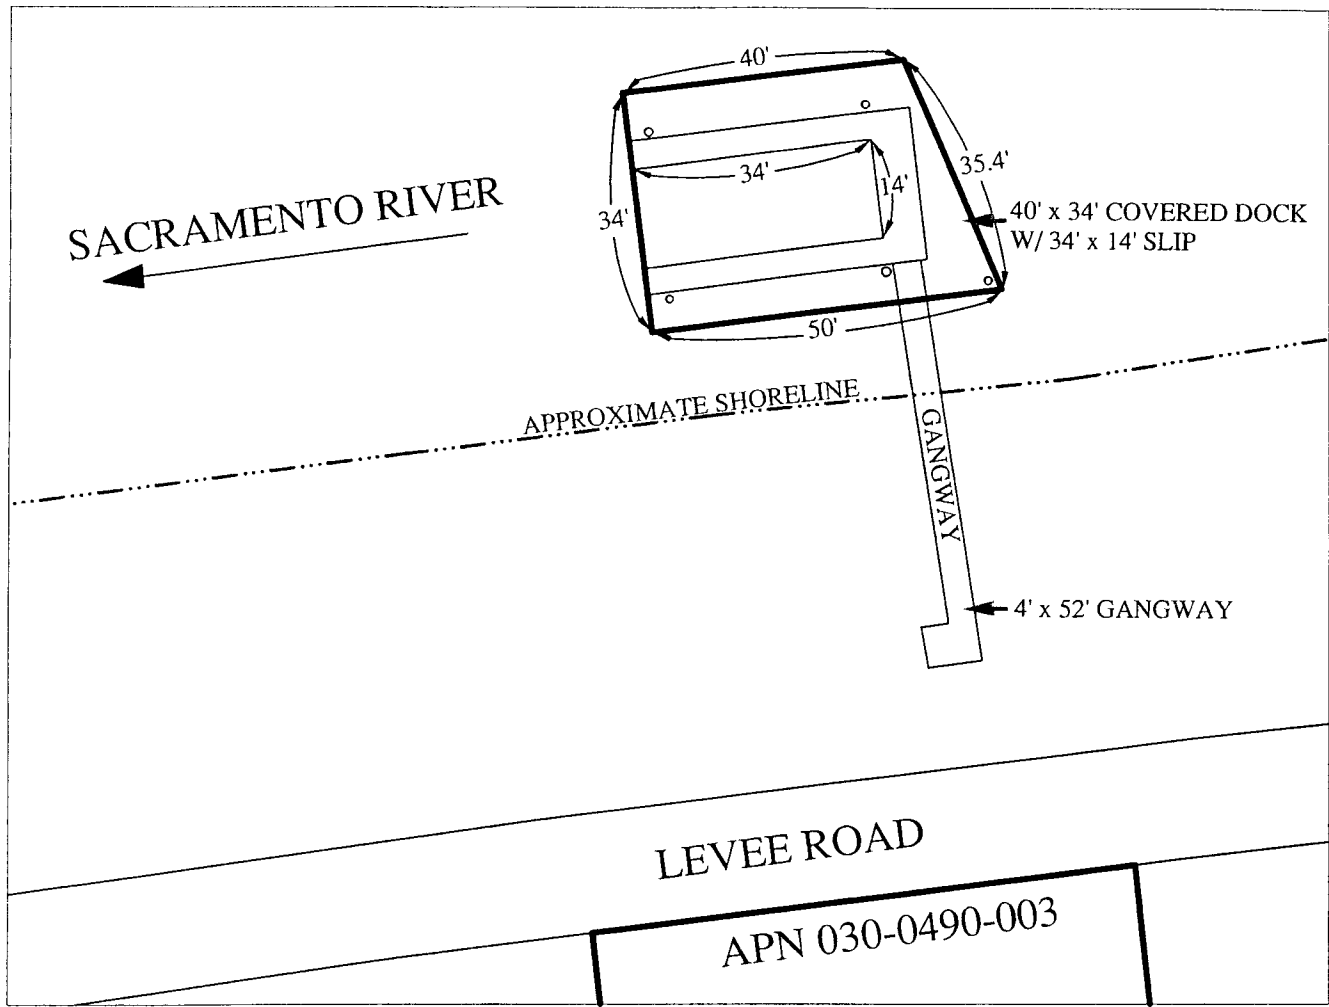 40'
34'
14'
35.4'
34'
SACRAMENTO RIVER
40' x 34' COVERED DOCK
W/ 34' x 14' SLIP
50'
APPROXIMATE SHORELINE
GANGWAY
4' x 52' GANGWAY
LEVEE ROAD
APN 030-0490-003